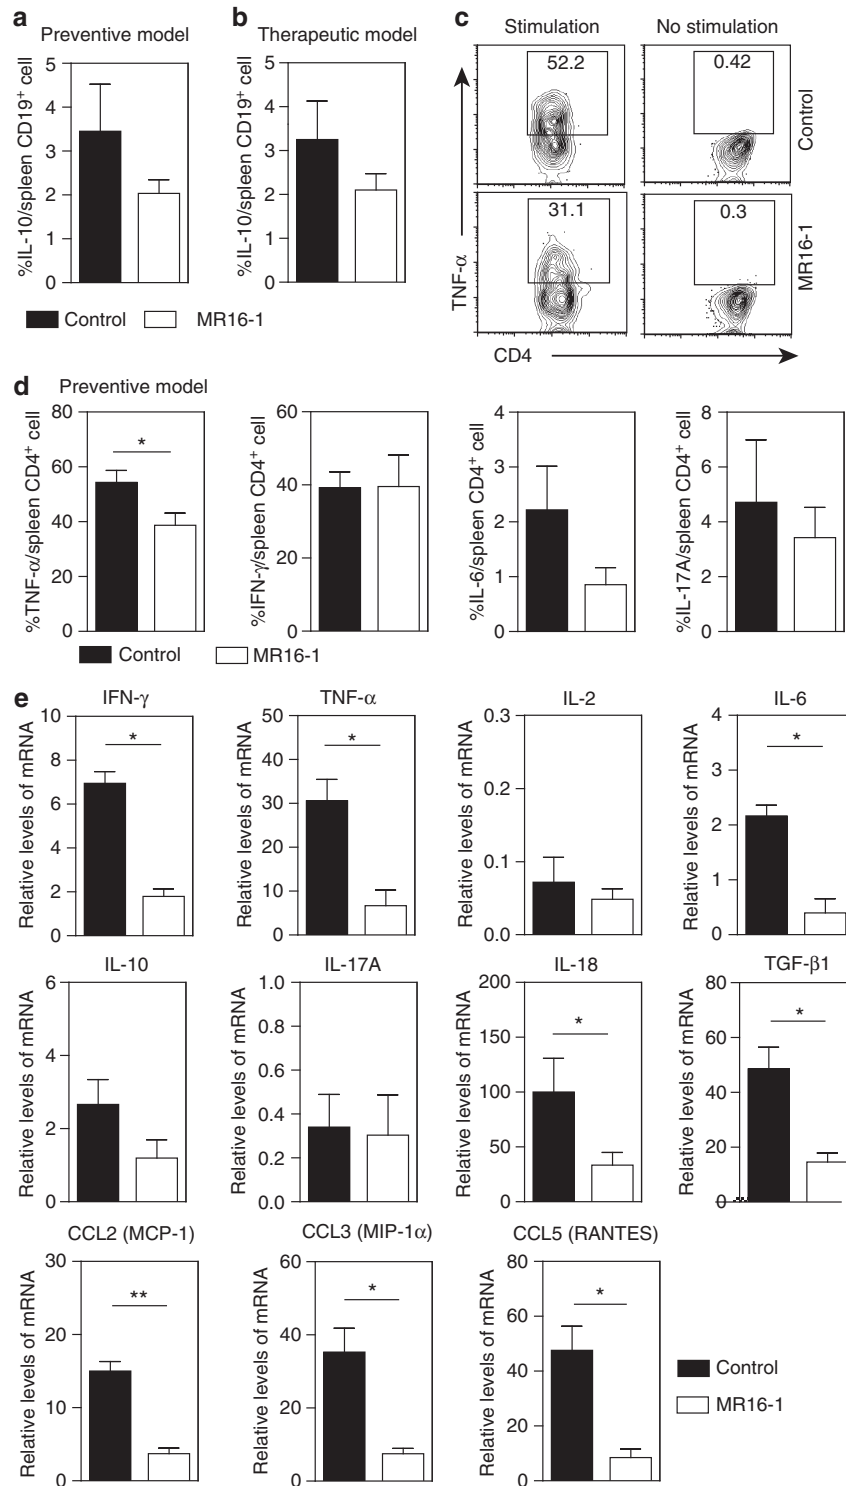 a
Preventive model
%IL-10/spleen CD19+ cell
5
4
3
2
1
0
b
Therapeutic model
%IL-10/spleen CD19+ cell
5
4
3
2
1
0
Control MR16-1
c
Stimulation No stimulation
52.2 0.42
Control
31.1 0.3
MR16-1
TNF-α
CD4
d
Preventive model
%TNF-α/spleen CD4+ cell
80
60
40
20
0
*
%IFN-γ/spleen CD4+ cell
60
40
20
0
%IL-6/spleen CD4+ cell
4
3
2
1
0
%IL-17A/spleen CD4+ cell
8
6
4
2
0
Control MR16-1
e
IFN-γ
Relative levels of mRNA
10
8
6
4
2
0
*
TNF-α
Relative levels of mRNA
50
40
30
20
10
0
*
IL-2
Relative levels of mRNA
0.3
0.2
0.1
0.0
IL-6
Relative levels of mRNA
4
3
2
1
0
*
IL-10
Relative levels of mRNA
6
4
2
0
IL-17A
Relative levels of mRNA
1.0
0.8
0.6
0.4
0.2
0.0
IL-18
Relative levels of mRNA
200
150
100
50
0
*
TGF-β1
Relative levels of mRNA
80
60
40
20
0
*
CCL2 (MCP-1)
Relative levels of mRNA
30
20
10
0
**
CCL3 (MIP-1α)
Relative levels of mRNA
60
40
20
0
*
CCL5 (RANTES)
Relative levels of mRNA
80
60
40
20
0
*
Control
MR16-1